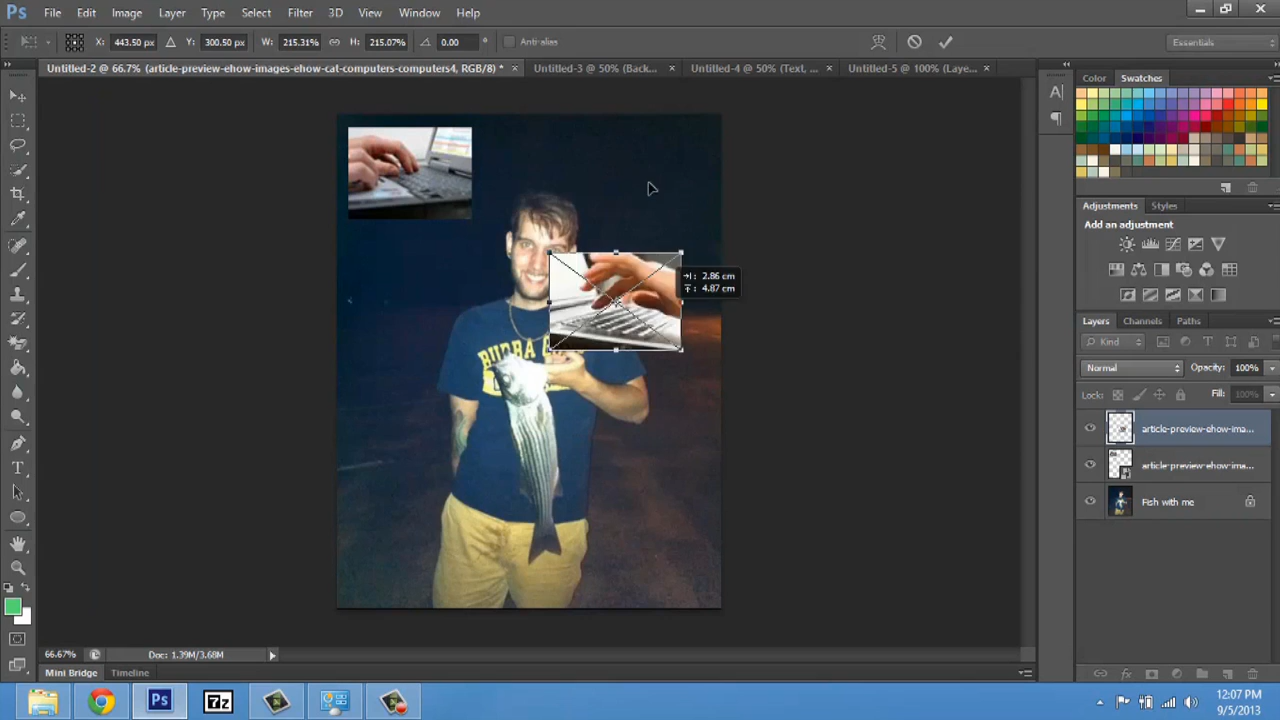 Ps File Edit Image Layer Type Select Filter 3D View Window Help
X: 443.50 px Y: 300.50 px W: 215.31% H: 215.07% 0.00 ° Anti-alias Essentials
Untitled-2 @ 66.7% (article-preview-ehow-images-ehow-cat-computers-computers4, RGB/8) * × Untitled-3 @ 50% (Back... × Untitled-4 @ 50% (Text, ... × Untitled-5 @ 100% (Laye... ×
Color Swatches
Adjustments Styles
Add an adjustment
2.86 cm
4.87 cm
Layers Channels Paths
Kind
Normal Opacity: 100%
Lock: Fill: 100%
article-preview-ehow-ima...
article-preview-ehow-ima...
Fish with me
BUBBA
66.67% Doc: 1.39M/3.68M
Mini Bridge Timeline
Ps 7z
12:07 PM
9/5/2013